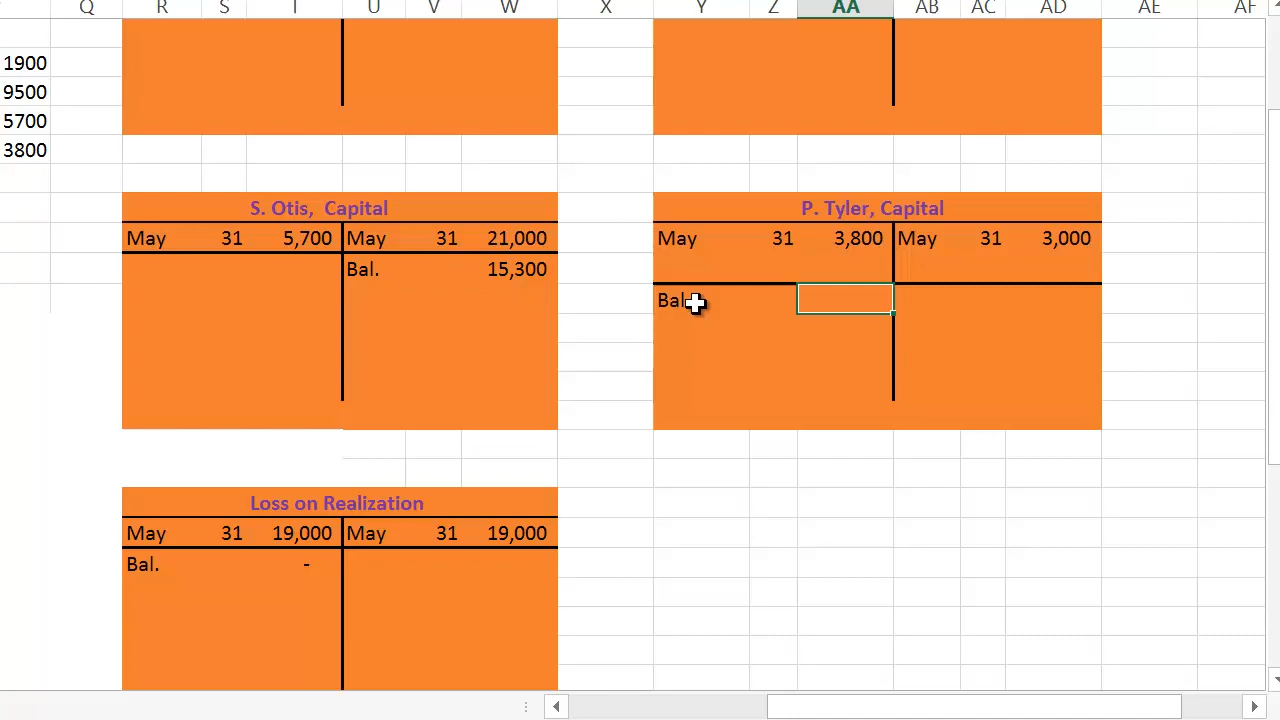 Q R S T U V W X Y Z AA AB AC AD AE AF
1900
9500
5700
3800
S. Otis, Capital P. Tyler, Capital
May 31 5,700 May 31 21,000 May 31 3,800 May 31 3,000
Bal. 15,300
Bal
Loss on Realization
May 31 19,000 May 31 19,000
Bal. -